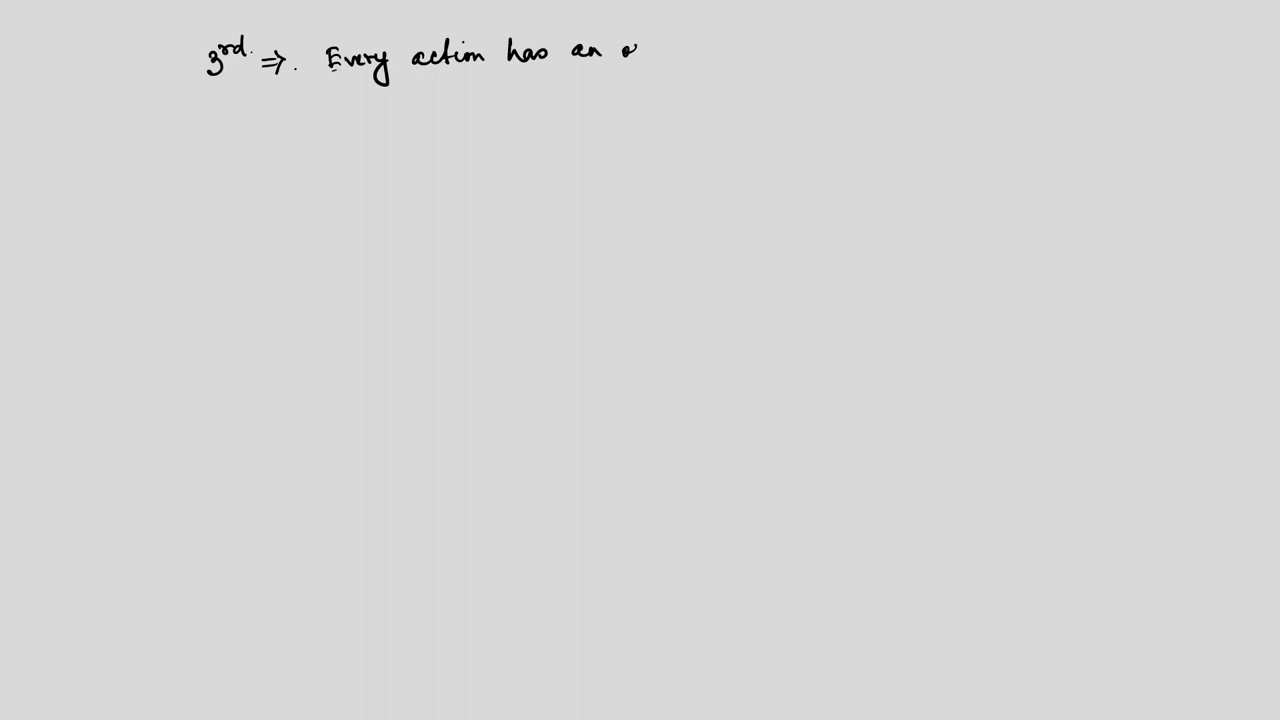 3rd. ⇒. Every action has an o